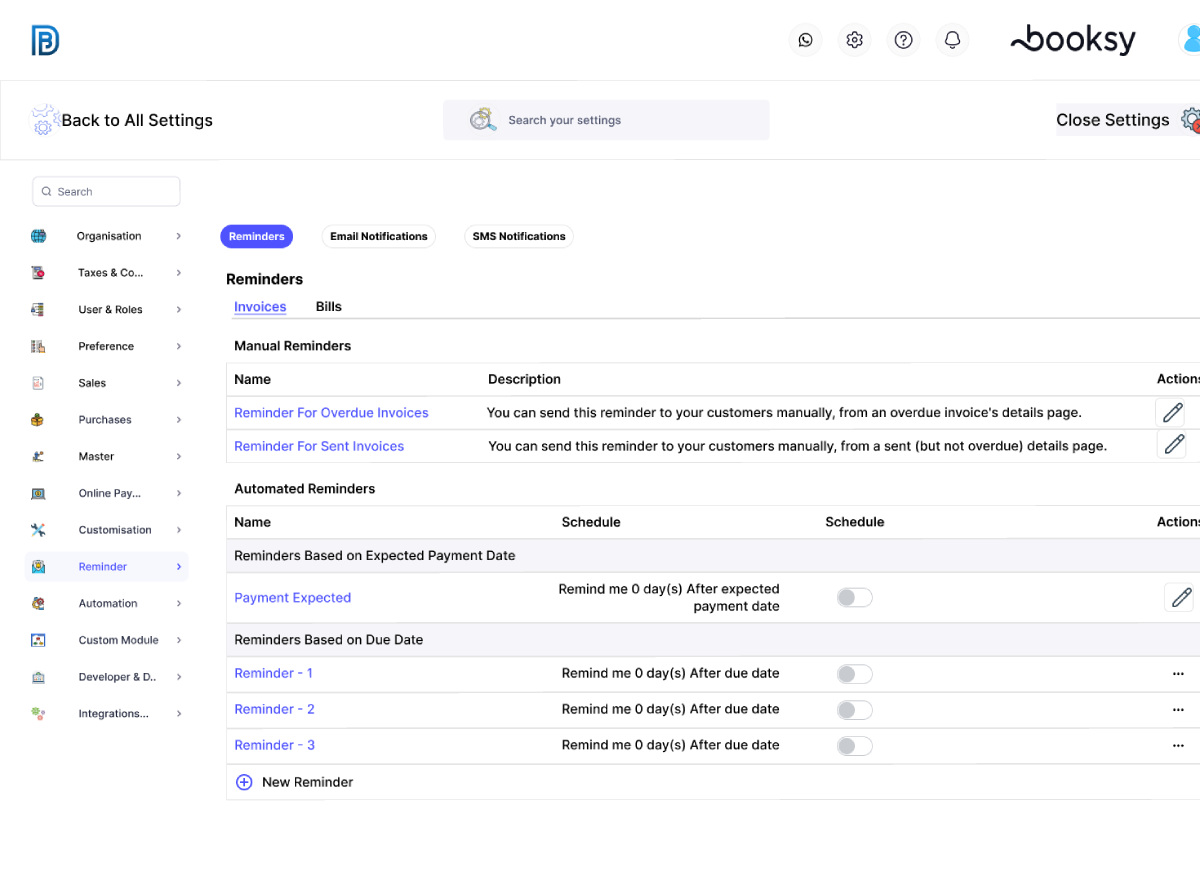 booksy
Back to All Settings
Search your settings
Close Settings
Search
Organisation
Taxes & Co...
User & Roles
Preference
Sales
Purchases
Master
Online Pay...
Customisation
Reminder
Automation
Custom Module
Developer & D..
Integrations...
Reminders Email Notifications SMS Notifications
Reminders
Invoices Bills
Manual Reminders
Name Description Actions
Reminder For Overdue Invoices You can send this reminder to your customers manually, from an overdue invoice's details page.
Reminder For Sent Invoices You can send this reminder to your customers manually, from a sent (but not overdue) details page.
Automated Reminders
Name Schedule Schedule Actions
Reminders Based on Expected Payment Date
Payment Expected Remind me 0 day(s) After expected
payment date
Reminders Based on Due Date
Reminder - 1 Remind me 0 day(s) After due date ...
Reminder - 2 Remind me 0 day(s) After due date ...
Reminder - 3 Remind me 0 day(s) After due date ...
New Reminder